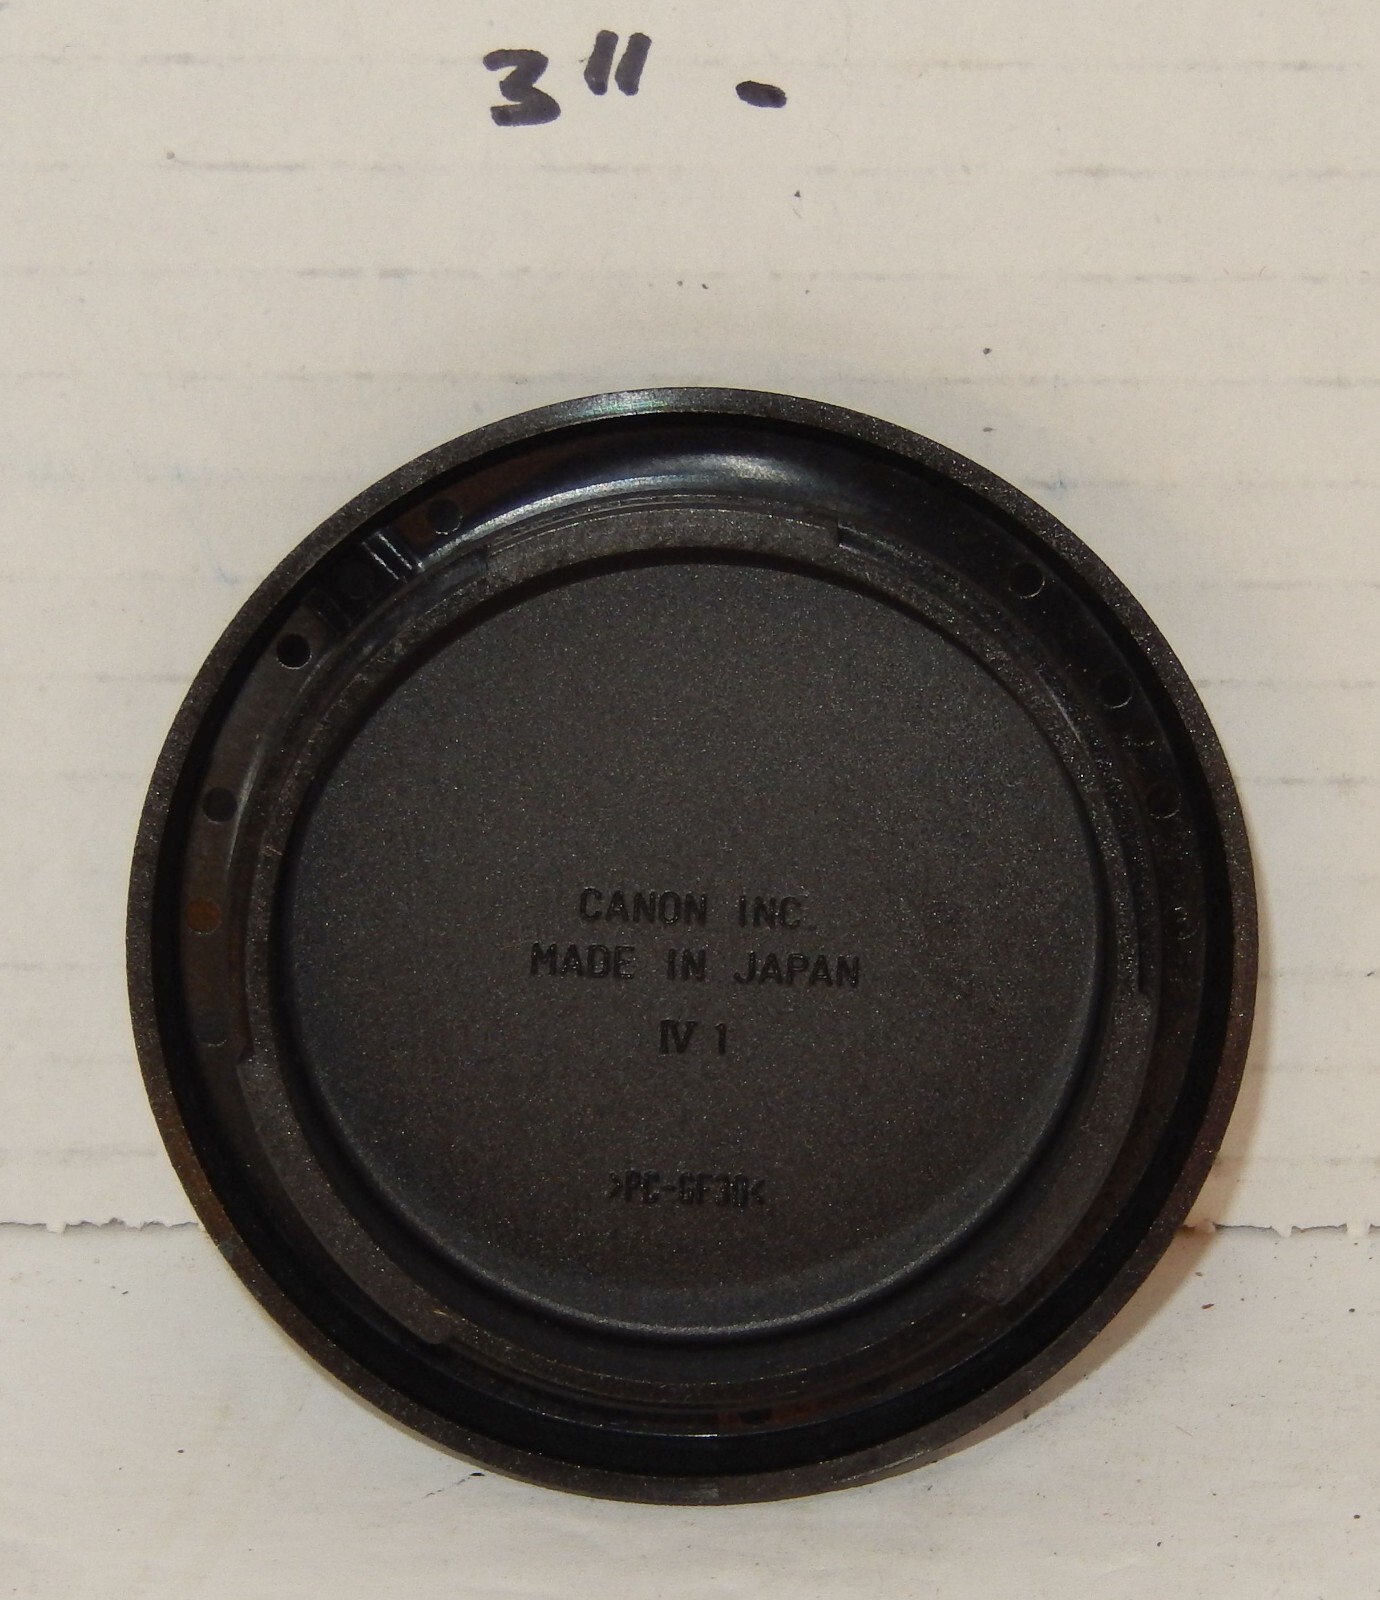 3" -
CANON INC.
MADE IN JAPAN
IV 1
>PC-GF30<